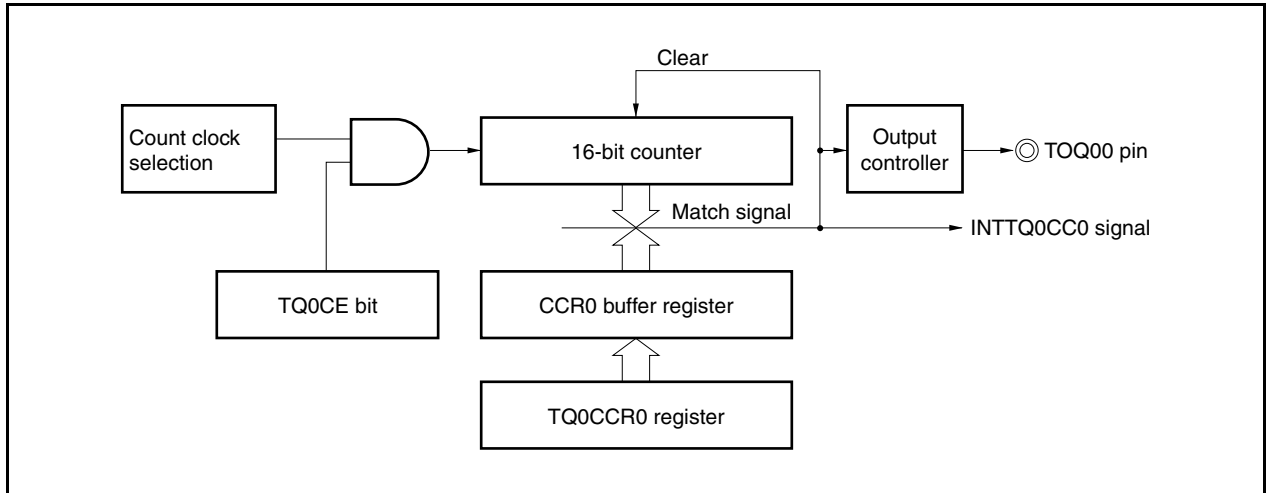 Clear
Count clock
selection
16-bit counter
Output
controller
TOQ00 pin
Match signal
INTTQ0CC0 signal
TQ0CE bit
CCR0 buffer register
TQ0CCR0 register